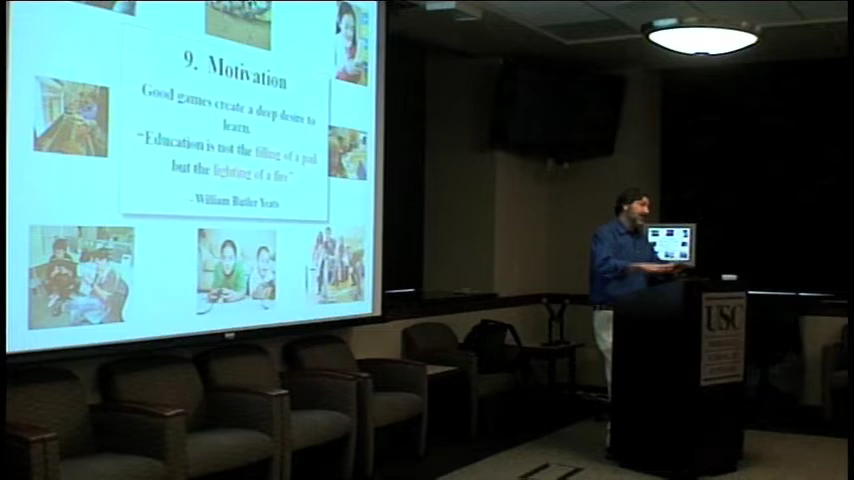 9. Motivation
Good games create a deep desire to
learn.
"Education is not the filling of a pail
but the lighting of a fire"
- William Butler Yeats
USC